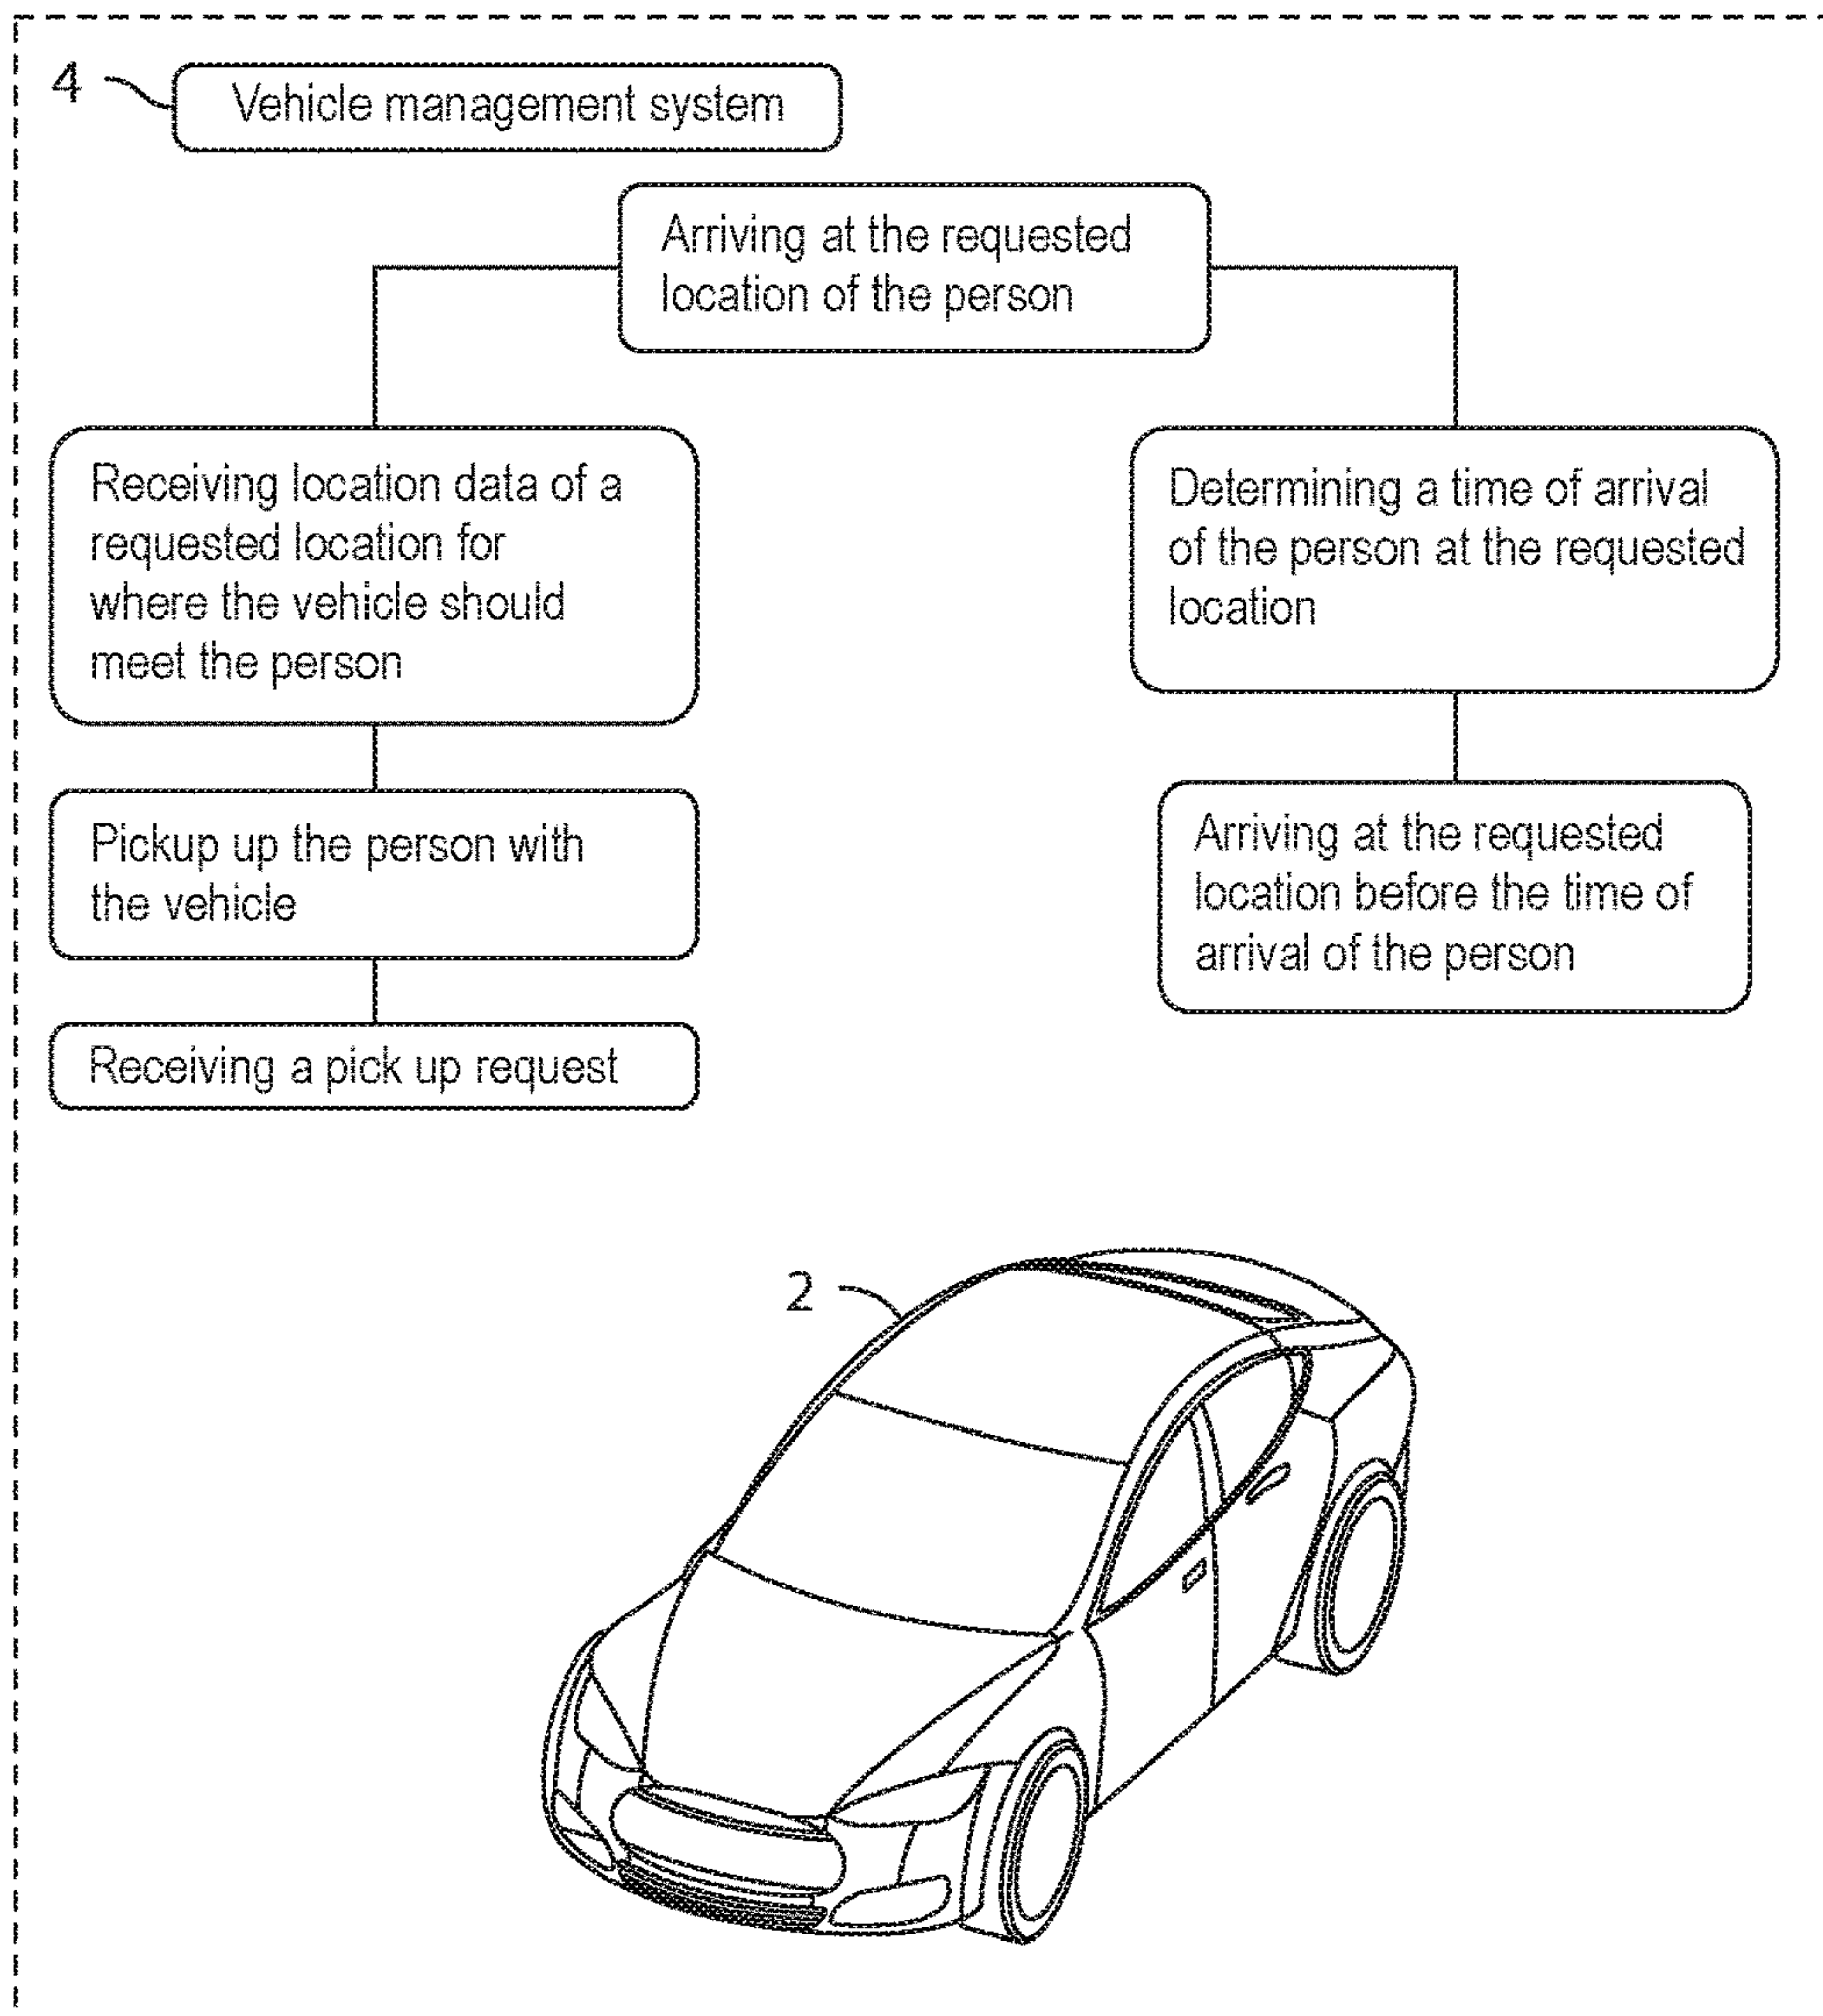 4
Vehicle management system
Arriving at the requested
location of the person
Receiving location data of a
requested location for
where the vehicle should
meet the person
Pickup up the person with
the vehicle
Receiving a pick up request
Determining a time of arrival
of the person at the requested
location
Arriving at the requested
location before the time of
arrival of the person
2